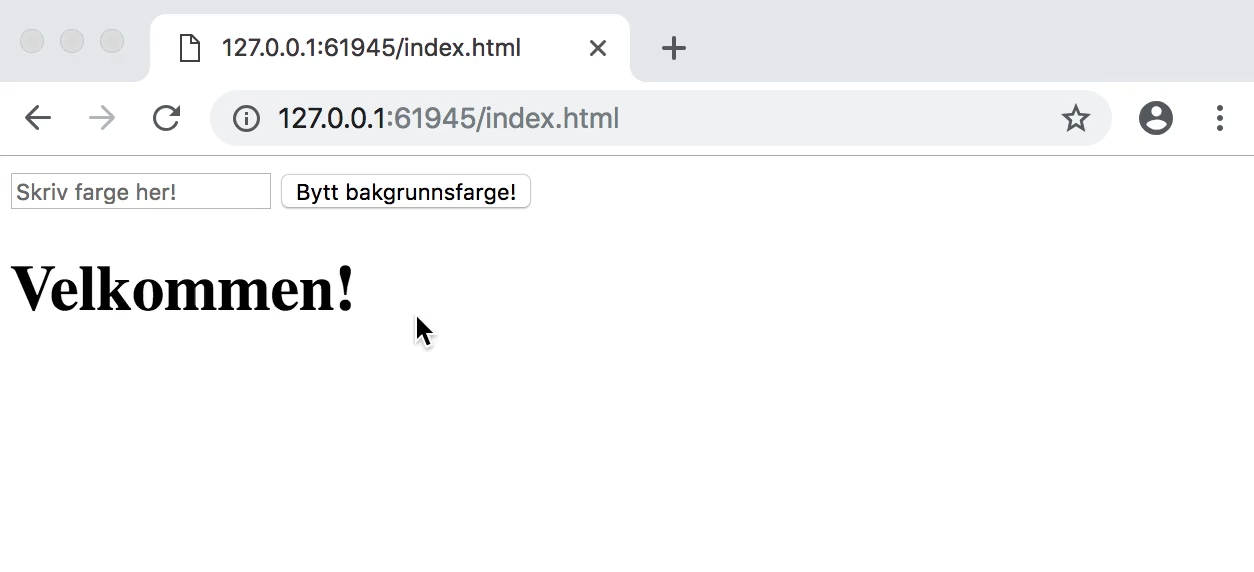 127.0.0.1:61945/index.html
127.0.0.1:61945/index.html
Skriv farge her! Bytt bakgrunnsfarge!
Velkommen!